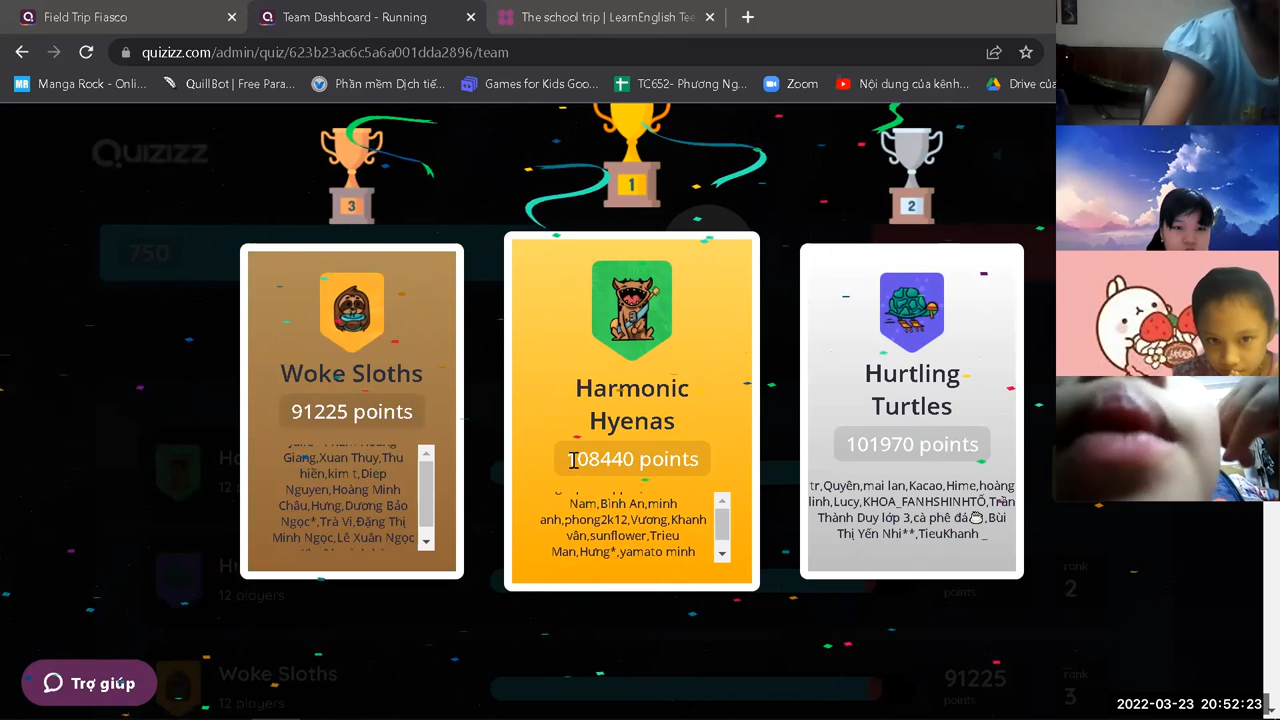 Field Trip Fiasco
Team Dashboard - Running
The school trip | LearnEnglish Tee
quizizz.com/admin/quiz/623b23ac6c5a6a001dda2896/team
MR Manga Rock - Onli...
QuillBot | Free Para...
Phần mềm Dịch tiế...
Games for Kids Goo...
TC652- Phương Ng...
Zoom
Nội dung của kênh...
Drive của
Quizizz
750
3
1
2
Woke Sloths
91225 points
Giang,Xuan Thuy,Thu
hiền,kim t,Diep
Nguyen,Hoàng Minh
Châu,Hưng,Dương Bảo
Ngọc*,Trà Vi,Đặng Thị
Minh Ngọc,Lê Xuân Ngọc
Harmonic
Hyenas
108440 points
Nam,Bình An,minh
anh,phong2k12,Vương,Khanh
vân,sunflower,Trieu
Man,Hưng*,yamato minh
Hurtling
Turtles
101970 points
tr,Quyên,mai lan,Kacao,Hime,hoàng
linh,Lucy,KHOA_FANHSHINHTỐ,Trần
Thành Duy lớp 3,cà phê đá,Bùi
Thị Yến Nhi**,TieuKhanh _
12 players
points
rank
2
Woke Sloths
12 players
91225
points
rank
3
Trợ giúp
2022-03-23 20:52:23